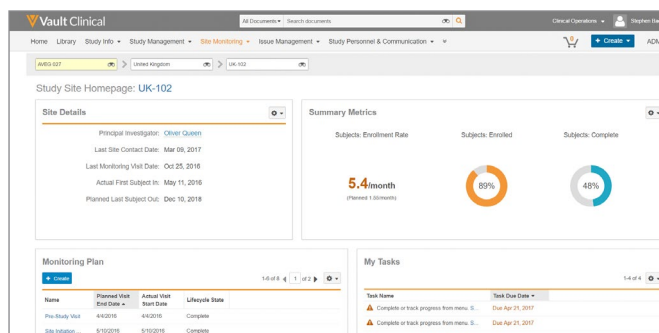 Vault Clinical All Documents Search documents Clinical Operations Stephen Ba
Home Library Study Info Study Management Site Monitoring Issue Management Study Personnel & Communication » 0 + Create ADM
AVEG-027 United Kingdom UK-102
Study Site Homepage: UK-102
Site Details
Principal Investigator: Oliver Queen
Last Site Contact Date: Mar 09, 2017
Last Monitoring Visit Date: Oct 25, 2016
Actual First Subject In: May 11, 2016
Planned Last Subject Out: Dec 10, 2018
Summary Metrics
Subjects: Enrollment Rate Subjects: Enrolled Subjects: Complete
5.4/month 89% 48%
(Planned 1.00/month)
Monitoring Plan
+ Create 1-6 of 8 1 of 2
Name Planned Visit End Date Actual Visit Start Date Lifecycle State
Pre-Study Visit 4/4/2016 4/4/2016 Complete
Site Initiation ... 5/10/2016 5/10/2016 Complete
My Tasks
1-4 of 4
Task Name Task Due Date
Complete or track progress from menu. S... Due Apr 21, 2017
Complete or track progress from menu. S... Due Apr 21, 2017